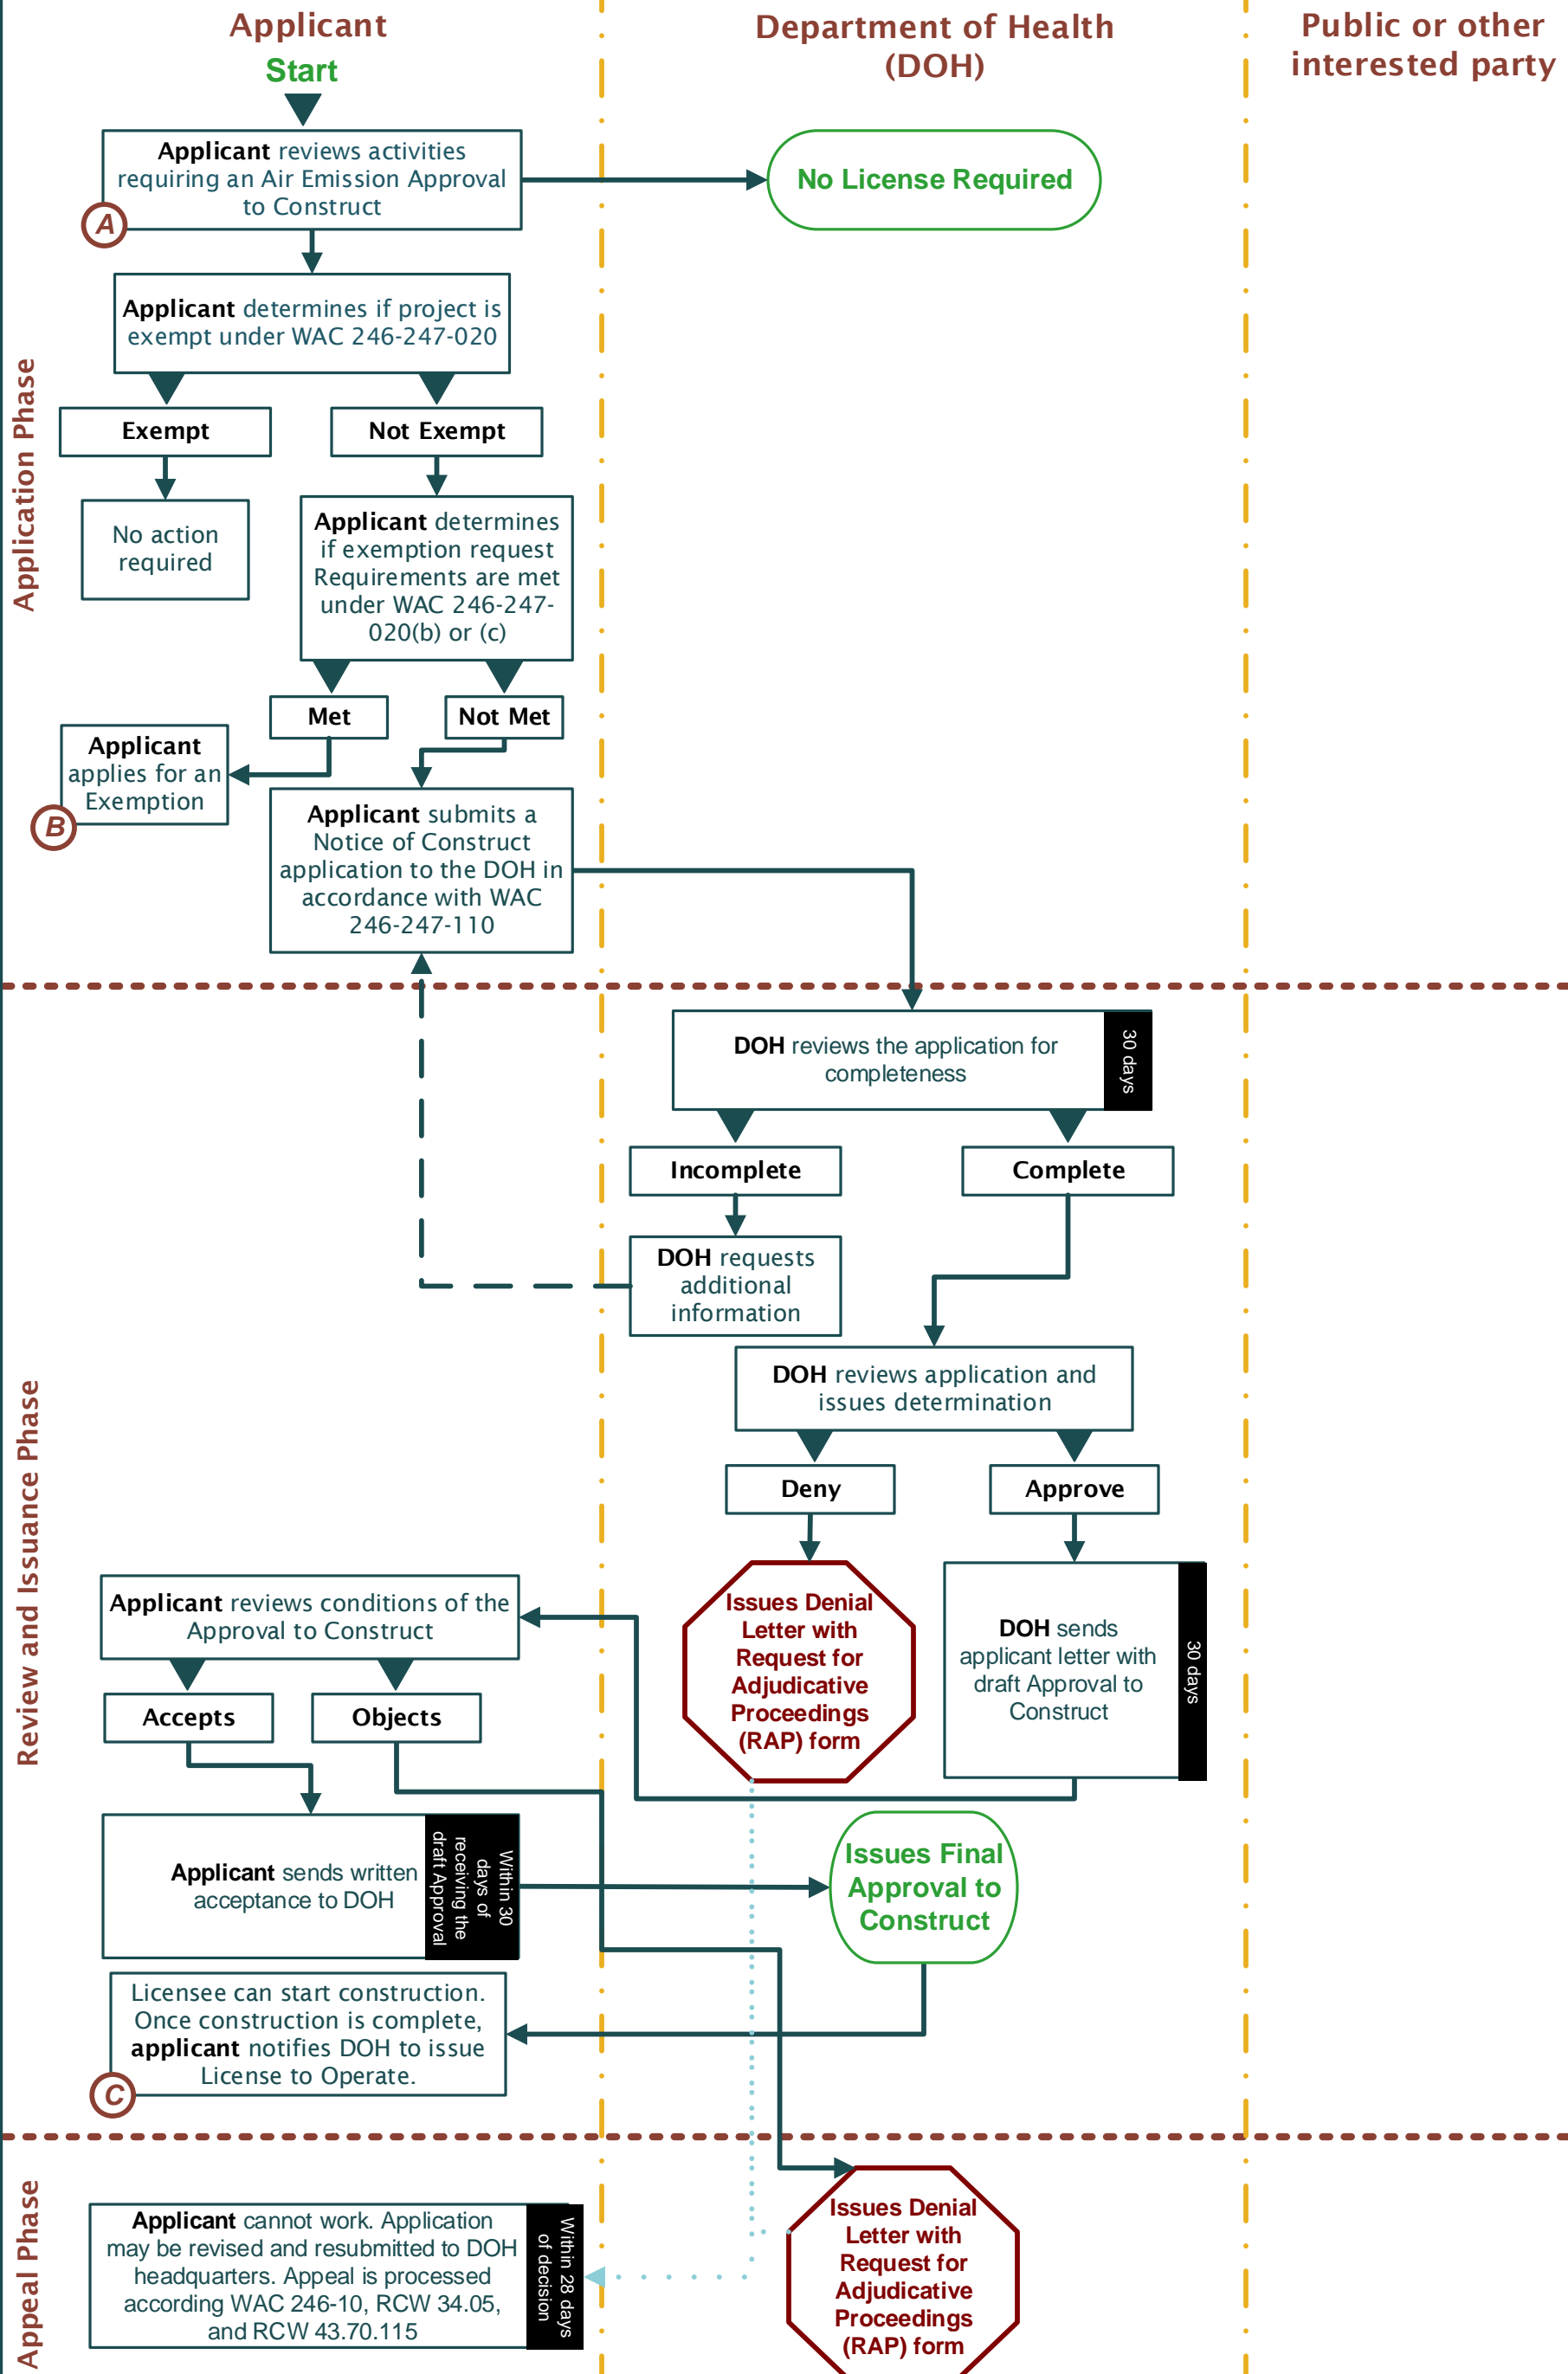 Applicant
Department of Health
(DOH)
Public or other
interested party
Start
Application Phase
Applicant reviews activities
requiring an Air Emission Approval
to Construct
A
No License Required
Applicant determines if project is
exempt under WAC 246-247-020
Exempt
Not Exempt
No action
required
Applicant determines
if exemption request
Requirements are met
under WAC 246-247-
020(b) or (c)
Met
Not Met
Applicant
applies for an
Exemption
B
Applicant submits a
Notice of Construct
application to the DOH in
accordance with WAC
246-247-110
Review and Issuance Phase
DOH reviews the application for
completeness
30 days
Incomplete
Complete
DOH requests
additional
information
DOH reviews application and
issues determination
Deny
Approve
Issues Denial
Letter with
Request for
Adjudicative
Proceedings
(RAP) form
DOH sends
applicant letter with
draft Approval to
Construct
30 days
Applicant reviews conditions of the
Approval to Construct
Accepts
Objects
Applicant sends written
acceptance to DOH
Within 30
days of
receiving the
draft Approval
Issues Final
Approval to
Construct
Licensee can start construction.
Once construction is complete,
applicant notifies DOH to issue
License to Operate.
C
Appeal Phase
Applicant cannot work. Application
may be revised and resubmitted to DOH
headquarters. Appeal is processed
according WAC 246-10, RCW 34.05,
and RCW 43.70.115
Within 28 days
of decision
Issues Denial
Letter with
Request for
Adjudicative
Proceedings
(RAP) form